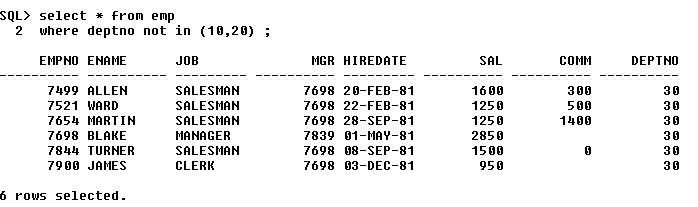 SQL> select * from emp
2 where deptno not in (10,20) ;
EMPNO ENAME JOB MGR HIREDATE SAL COMM DEPTNO
---------- ---------- --------- ---------- --------- ---------- ---------- ----------
7499 ALLEN SALESMAN 7698 20-FEB-81 1600 300 30
7521 WARD SALESMAN 7698 22-FEB-81 1250 500 30
7654 MARTIN SALESMAN 7698 28-SEP-81 1250 1400 30
7698 BLAKE MANAGER 7839 01-MAY-81 2850 30
7844 TURNER SALESMAN 7698 08-SEP-81 1500 0 30
7900 JAMES CLERK 7698 03-DEC-81 950 30
6 rows selected.